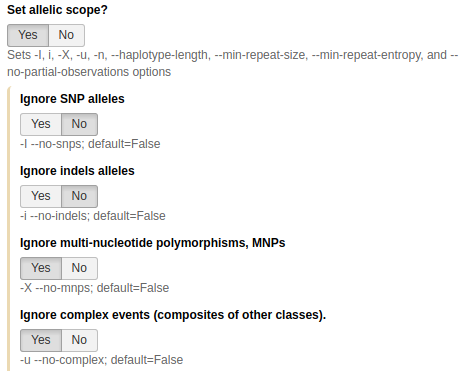 Set allelic scope?
Yes No
Sets -I, i, -X, -u, -n, --haplotype-length, --min-repeat-size, --min-repeat-entropy, and --
no-partial-observations options
Ignore SNP alleles
Yes No
-I --no-snps; default=False
Ignore indels alleles
Yes No
-i --no-indels; default=False
Ignore multi-nucleotide polymorphisms, MNPs
Yes No
-X --no-mnps; default=False
Ignore complex events (composites of other classes).
Yes No
-u --no-complex; default=False